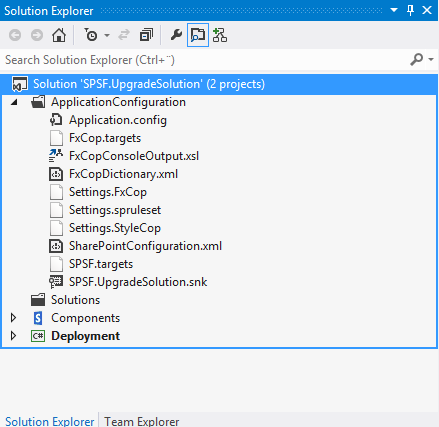 Solution Explorer
Search Solution Explorer (Ctrl+¨)
Solution 'SPSF.UpgradeSolution' (2 projects)
ApplicationConfiguration
Application.config
FxCop.targets
FxCopConsoleOutput.xsl
FxCopDictionary.xml
Settings.FxCop
Settings.spruleset
Settings.StyleCop
SharePointConfiguration.xml
SPSF.targets
SPSF.UpgradeSolution.snk
Solutions
Components
C# Deployment
Solution Explorer Team Explorer